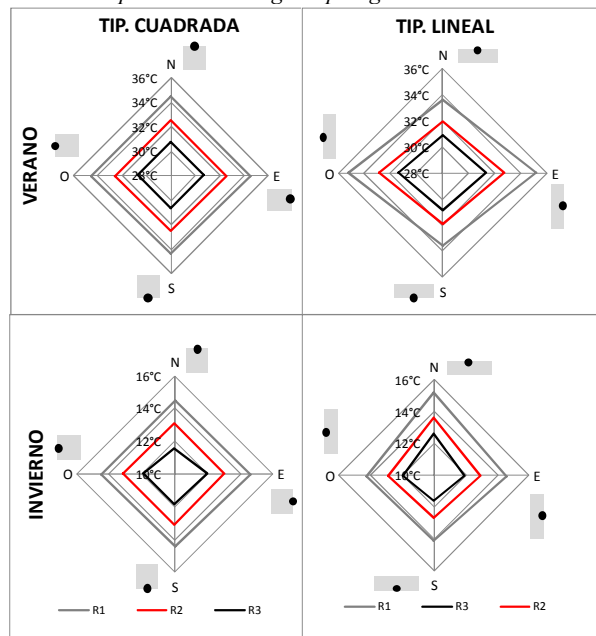 TIP. CUADRADA
TIP. LINEAL
VERANO
N
36°C
34°C
32°C
30°C
28°C
O
E
S
N
36°C
34°C
32°C
30°C
28°C
O
E
S
INVIERNO
N
16°C
14°C
12°C
10°C
O
E
S
R1 R2 R3
N
16°C
14°C
12°C
10°C
O
E
S
R1 R3 R2